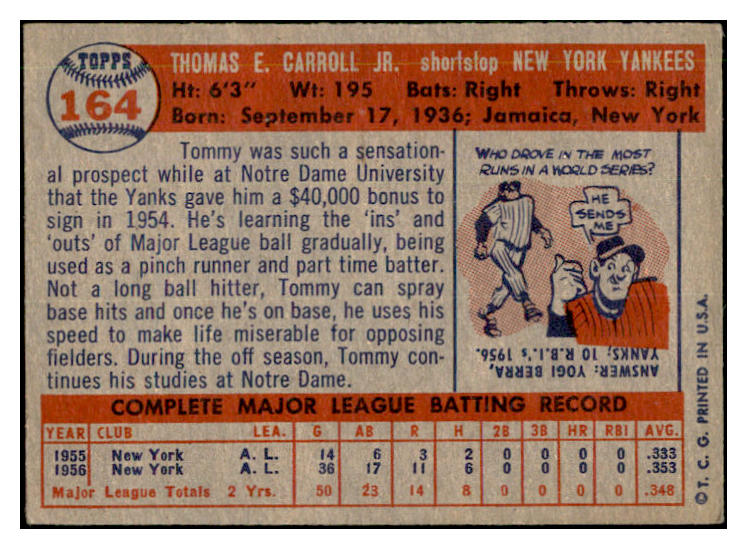 TOPPS
164
THOMAS E. CARROLL JR. shortstop NEW YORK YANKEES
Ht: 6'3" Wt: 195 Bats: Right Throws: Right
Born: September 17, 1936; Jamaica, New York
Tommy was such a sensation-
al prospect while at Notre Dame University
that the Yanks gave him a $40,000 bonus to
sign in 1954. He's learning the 'ins' and
'outs' of Major League ball gradually, being
used as a pinch runner and part time batter.
Not a long ball hitter, Tommy can spray
base hits and once he's on base, he uses his
speed to make life miserable for opposing
fielders. During the off season, Tommy con-
tinues his studies at Notre Dame.
WHO DROVE IN THE MOST
RUNS IN A WORLD SERIES?
HE
SENDS
ME
ANSWER: YOGI BERRA,
YANKS; 10 R.B.I's. 1956.
COMPLETE MAJOR LEAGUE BATTING RECORD
YEAR CLUB LEA. G AB R H 2B 3B HR RBI AVG.
1955 New York A. L. 14 6 3 2 0 0 0 0 .333
1956 New York A. L. 36 17 11 6 0 0 0 0 .353
Major League Totals 2 Yrs. 50 23 14 8 0 0 0 0 .348
© T. C. G. PRINTED IN U.S.A.